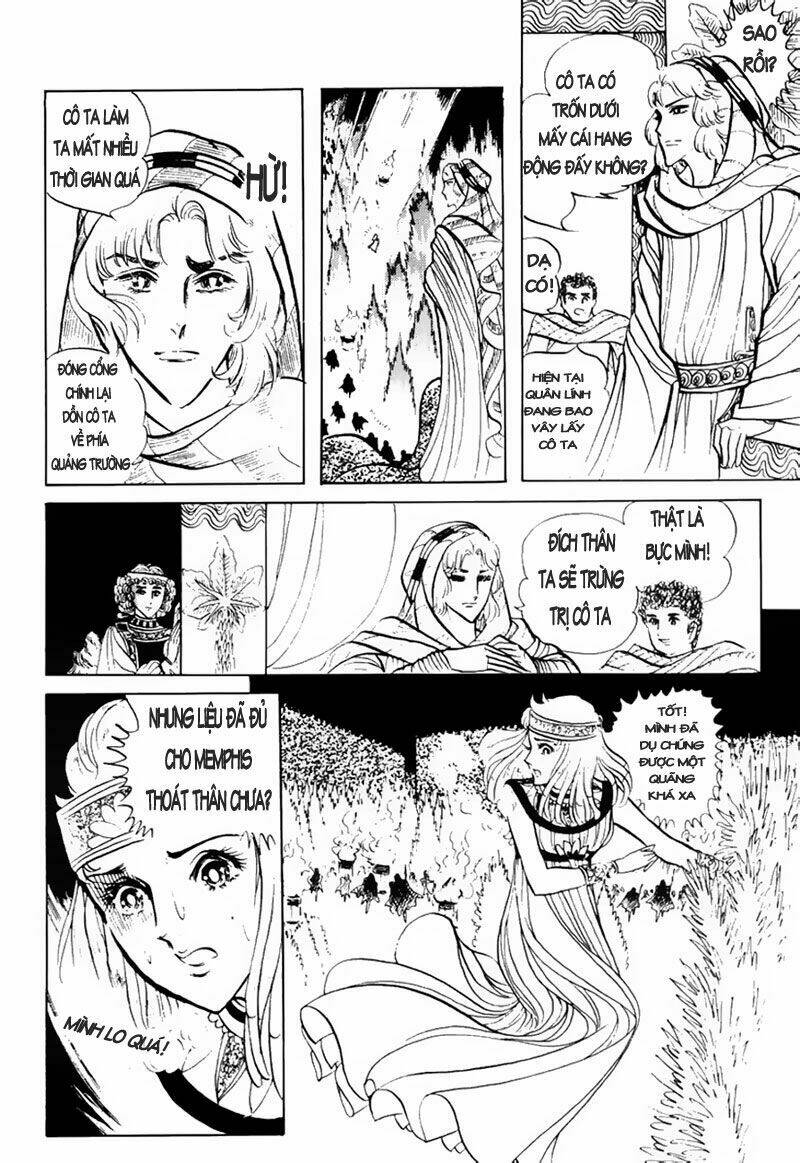 SAO
RỒI?
CÔ TA CÓ
TRỐN DƯỚI
MẤY CÁI HANG
ĐỘNG ĐẤY KHÔNG?
DẠ
CÓ!
HIỆN TẠI
QUÂN LÍNH
ĐANG BAO
VÂY LẤY
CÔ TA
CÔ TA LÀM
TA MẤT NHIỀU
THỜI GIAN QUÁ
HỪ!
ĐÓNG CỔNG
CHÍNH LẠI
DỒN CÔ TA
VỀ PHÍA
QUẢNG TRƯỜNG
THẬT LÀ
BỰC MÌNH!
ĐÍCH THÂN
TA SẼ TRỪNG
TRỊ CÔ TA
TỐT!
MÌNH ĐÃ
DỤ CHÚNG
ĐƯỢC MỘT
QUÃNG
KHÁ XA
NHƯNG LIỆU ĐÃ ĐỦ
CHO MEMPHIS
THOÁT THÂN CHƯA?
MÌNH LO QUÁ!